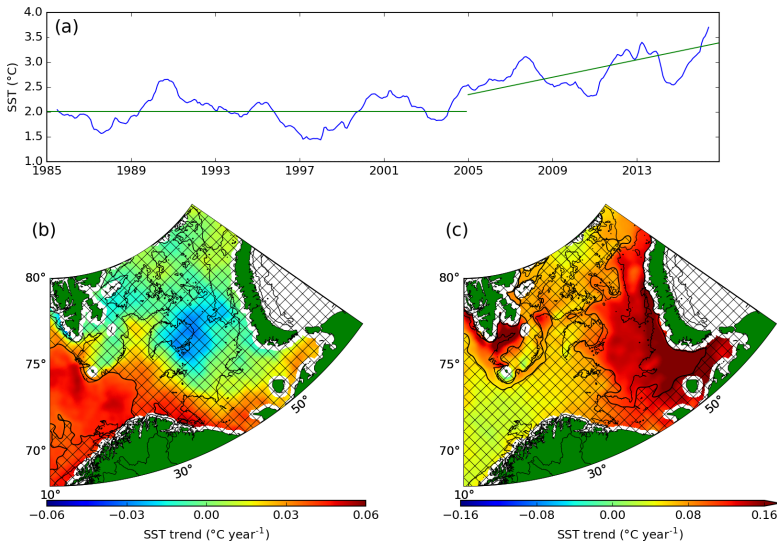 4.0
(a)
3.5
3.0
2.5
2.0
1.5
1.0
SST (°C)
1985 1989 1993 1997 2001 2005 2009 2013
(b)
80°
75°
70°
10°
30°
50°
−0.06 −0.03 0.00 0.03 0.06
SST trend (°C year-1)
(c)
80°
75°
70°
10°
30°
50°
−0.16 −0.08 0.00 0.08 0.16
SST trend (°C year-1)